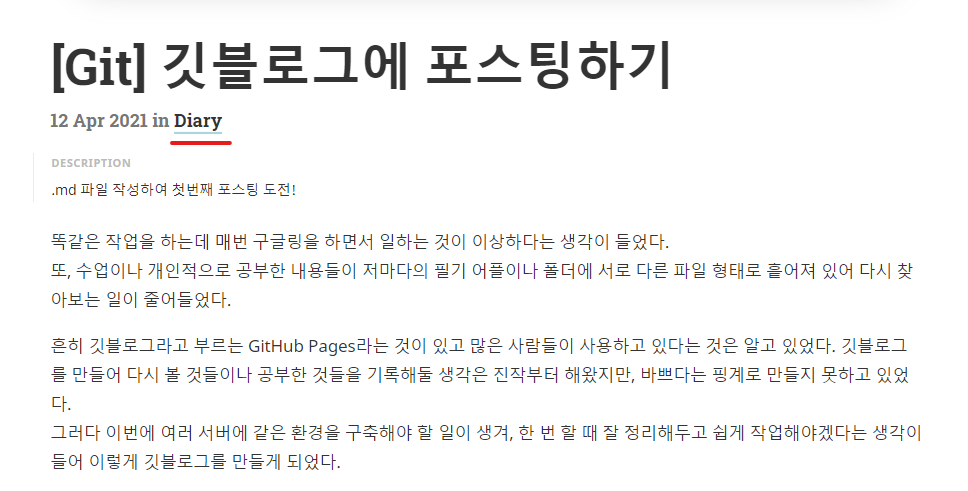 [Git] 깃블로그에 포스팅하기
12 Apr 2021 in Diary
DESCRIPTION
.md 파일 작성하여 첫번째 포스팅 도전!
똑같은 작업을 하는데 매번 구글링을 하면서 일하는 것이 이상하다는 생각이 들었다.
또, 수업이나 개인적으로 공부한 내용들이 저마다의 필기 어플이나 폴더에 서로 다른 파일 형태로 흩어져 있어 다시 찾
아보는 일이 줄어들었다.
흔히 깃블로그라고 부르는 GitHub Pages라는 것이 있고 많은 사람들이 사용하고 있다는 것은 알고 있었다. 깃블로그
를 만들어 다시 볼 것들이나 공부한 것들을 기록해둘 생각은 진작부터 해왔지만, 바쁘다는 핑계로 만들지 못하고 있었
다.
그러다 이번에 여러 서버에 같은 환경을 구축해야 할 일이 생겨, 한 번 할 때 잘 정리해두고 쉽게 작업해야겠다는 생각이
들어 이렇게 깃블로그를 만들게 되었다.